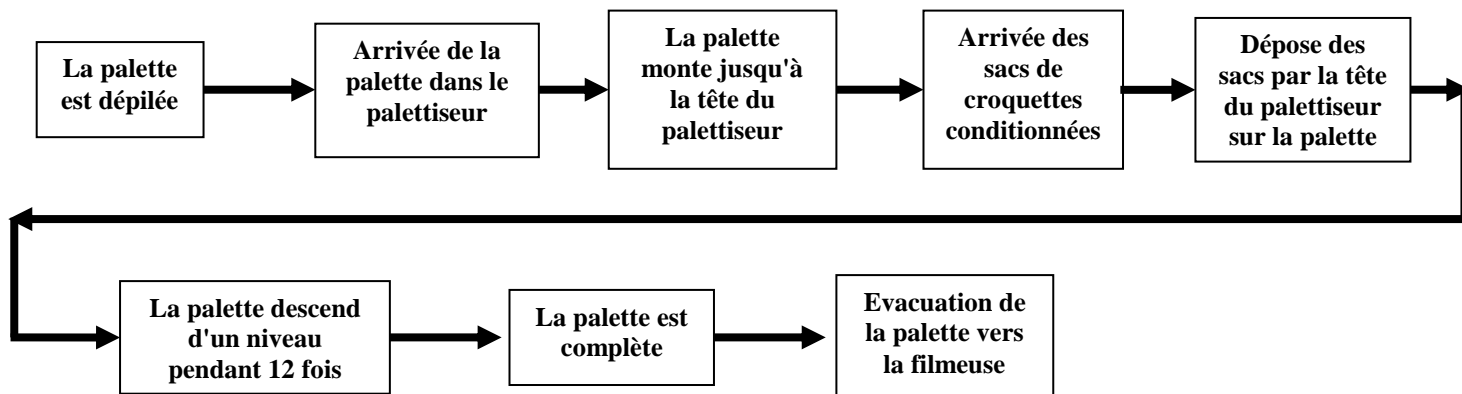 La palette
est dépilée
Arrivée de la
palette dans le
palettiseur
La palette
monte jusqu'à
la tête du
palettiseur
Arrivée des
sacs de
croquettes
conditionnées
Dépose des
sacs par la tête
du palettiseur
sur la palette
La palette descend
d'un niveau
pendant 12 fois
La palette est
complète
Evacuation de
la palette vers
la filmeuse